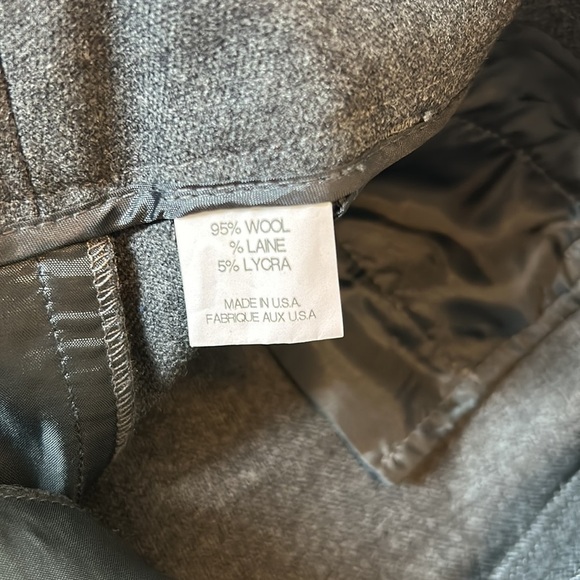 95% WOOL
% LAINE
5% LYCRA
MADE IN U.S.A.
FABRIQUE AUX U.S.A